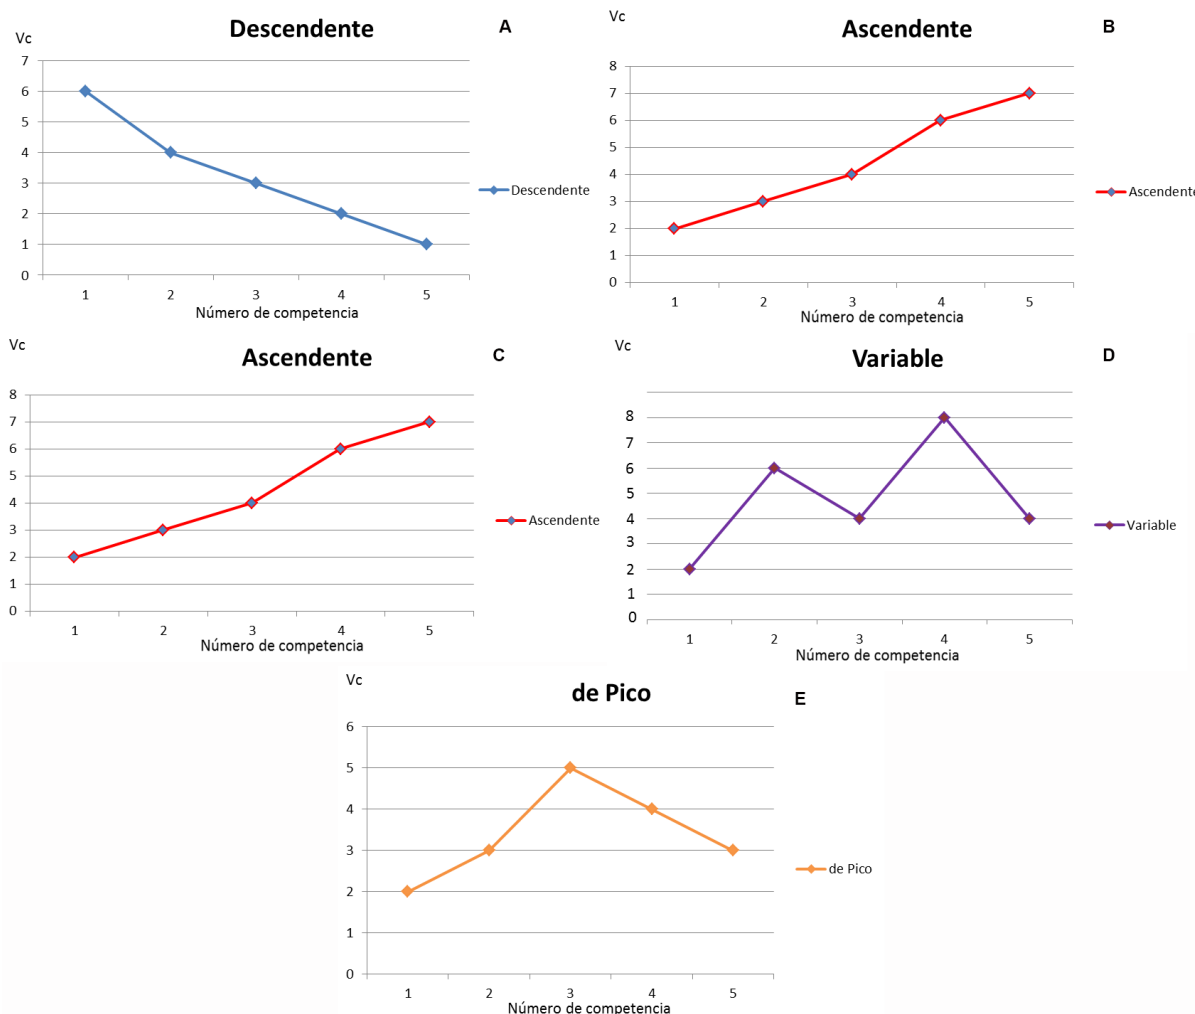 Descendente
A
Vc
7
6
5
4
3
2
1
0
1 2 3 4 5
Número de competencia
Descendente
Vc
Ascendente
B
8
7
6
5
4
3
2
1
0
1 2 3 4 5
Número de competencia
Ascendente
Vc
Ascendente
C
8
7
6
5
4
3
2
1
0
1 2 3 4 5
Número de competencia
Ascendente
Vc
Variable
D
8
7
6
5
4
3
2
1
0
1 2 3 4 5
Número de competencia
Variable
Vc
de Pico
E
6
5
4
3
2
1
0
1 2 3 4 5
Número de competencia
de Pico